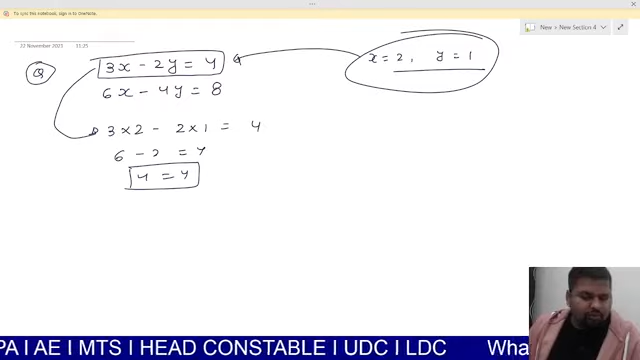 To sync this notebook, sign in to OneNote.
New > New Section 4
22 November 2021 11:25
Q 3x - 2y = 4
x = 2, y = 1
6x - 4y = 8
3 × 2 - 2 × 1 = 4
6 - 2 = 4
4 = 4
PA I AE I MTS I HEAD CONSTABLE I UDC I LDC Wha